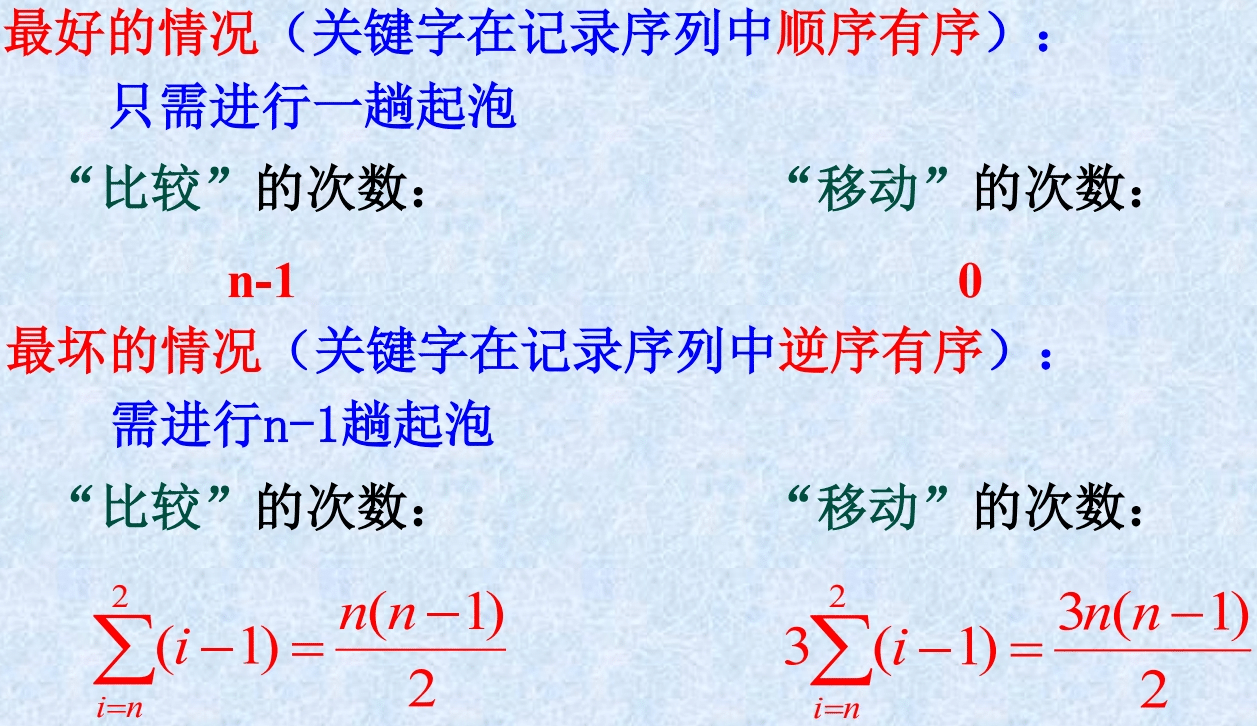 最好的情况（关键字在记录序列中顺序有序）：
只需进行一趟起泡
“比较”的次数： “移动”的次数：
n-1 0
最坏的情况（关键字在记录序列中逆序有序）：
需进行n-1趟起泡
“比较”的次数： “移动”的次数：
\sum_{i=n}^{2}(i-1)=\frac{n(n-1)}{2} 3\sum_{i=n}^{2}(i-1)=\frac{3n(n-1)}{2}